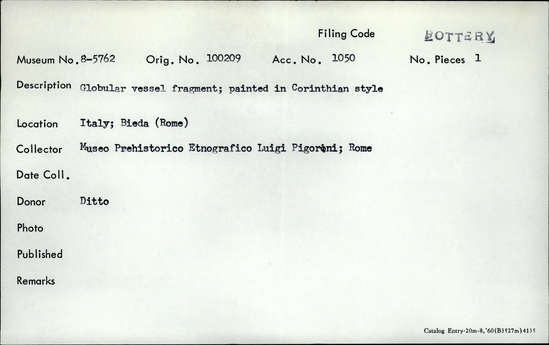 Filing Code BOTTERY
Museum No. 8-5762 Orig. No. 100209 Acc. No. 1050 No. Pieces 1
Description Globular vessel fragment; painted in Corinthian style
Location Italy; Bieda (Rome)
Collector Museo Prehistorico Etnografico Luigi Pigorini; Rome
Date Coll.
Donor Ditto
Photo
Published
Remarks
Catalog Entry-20m-8,'60(B3927m)4135